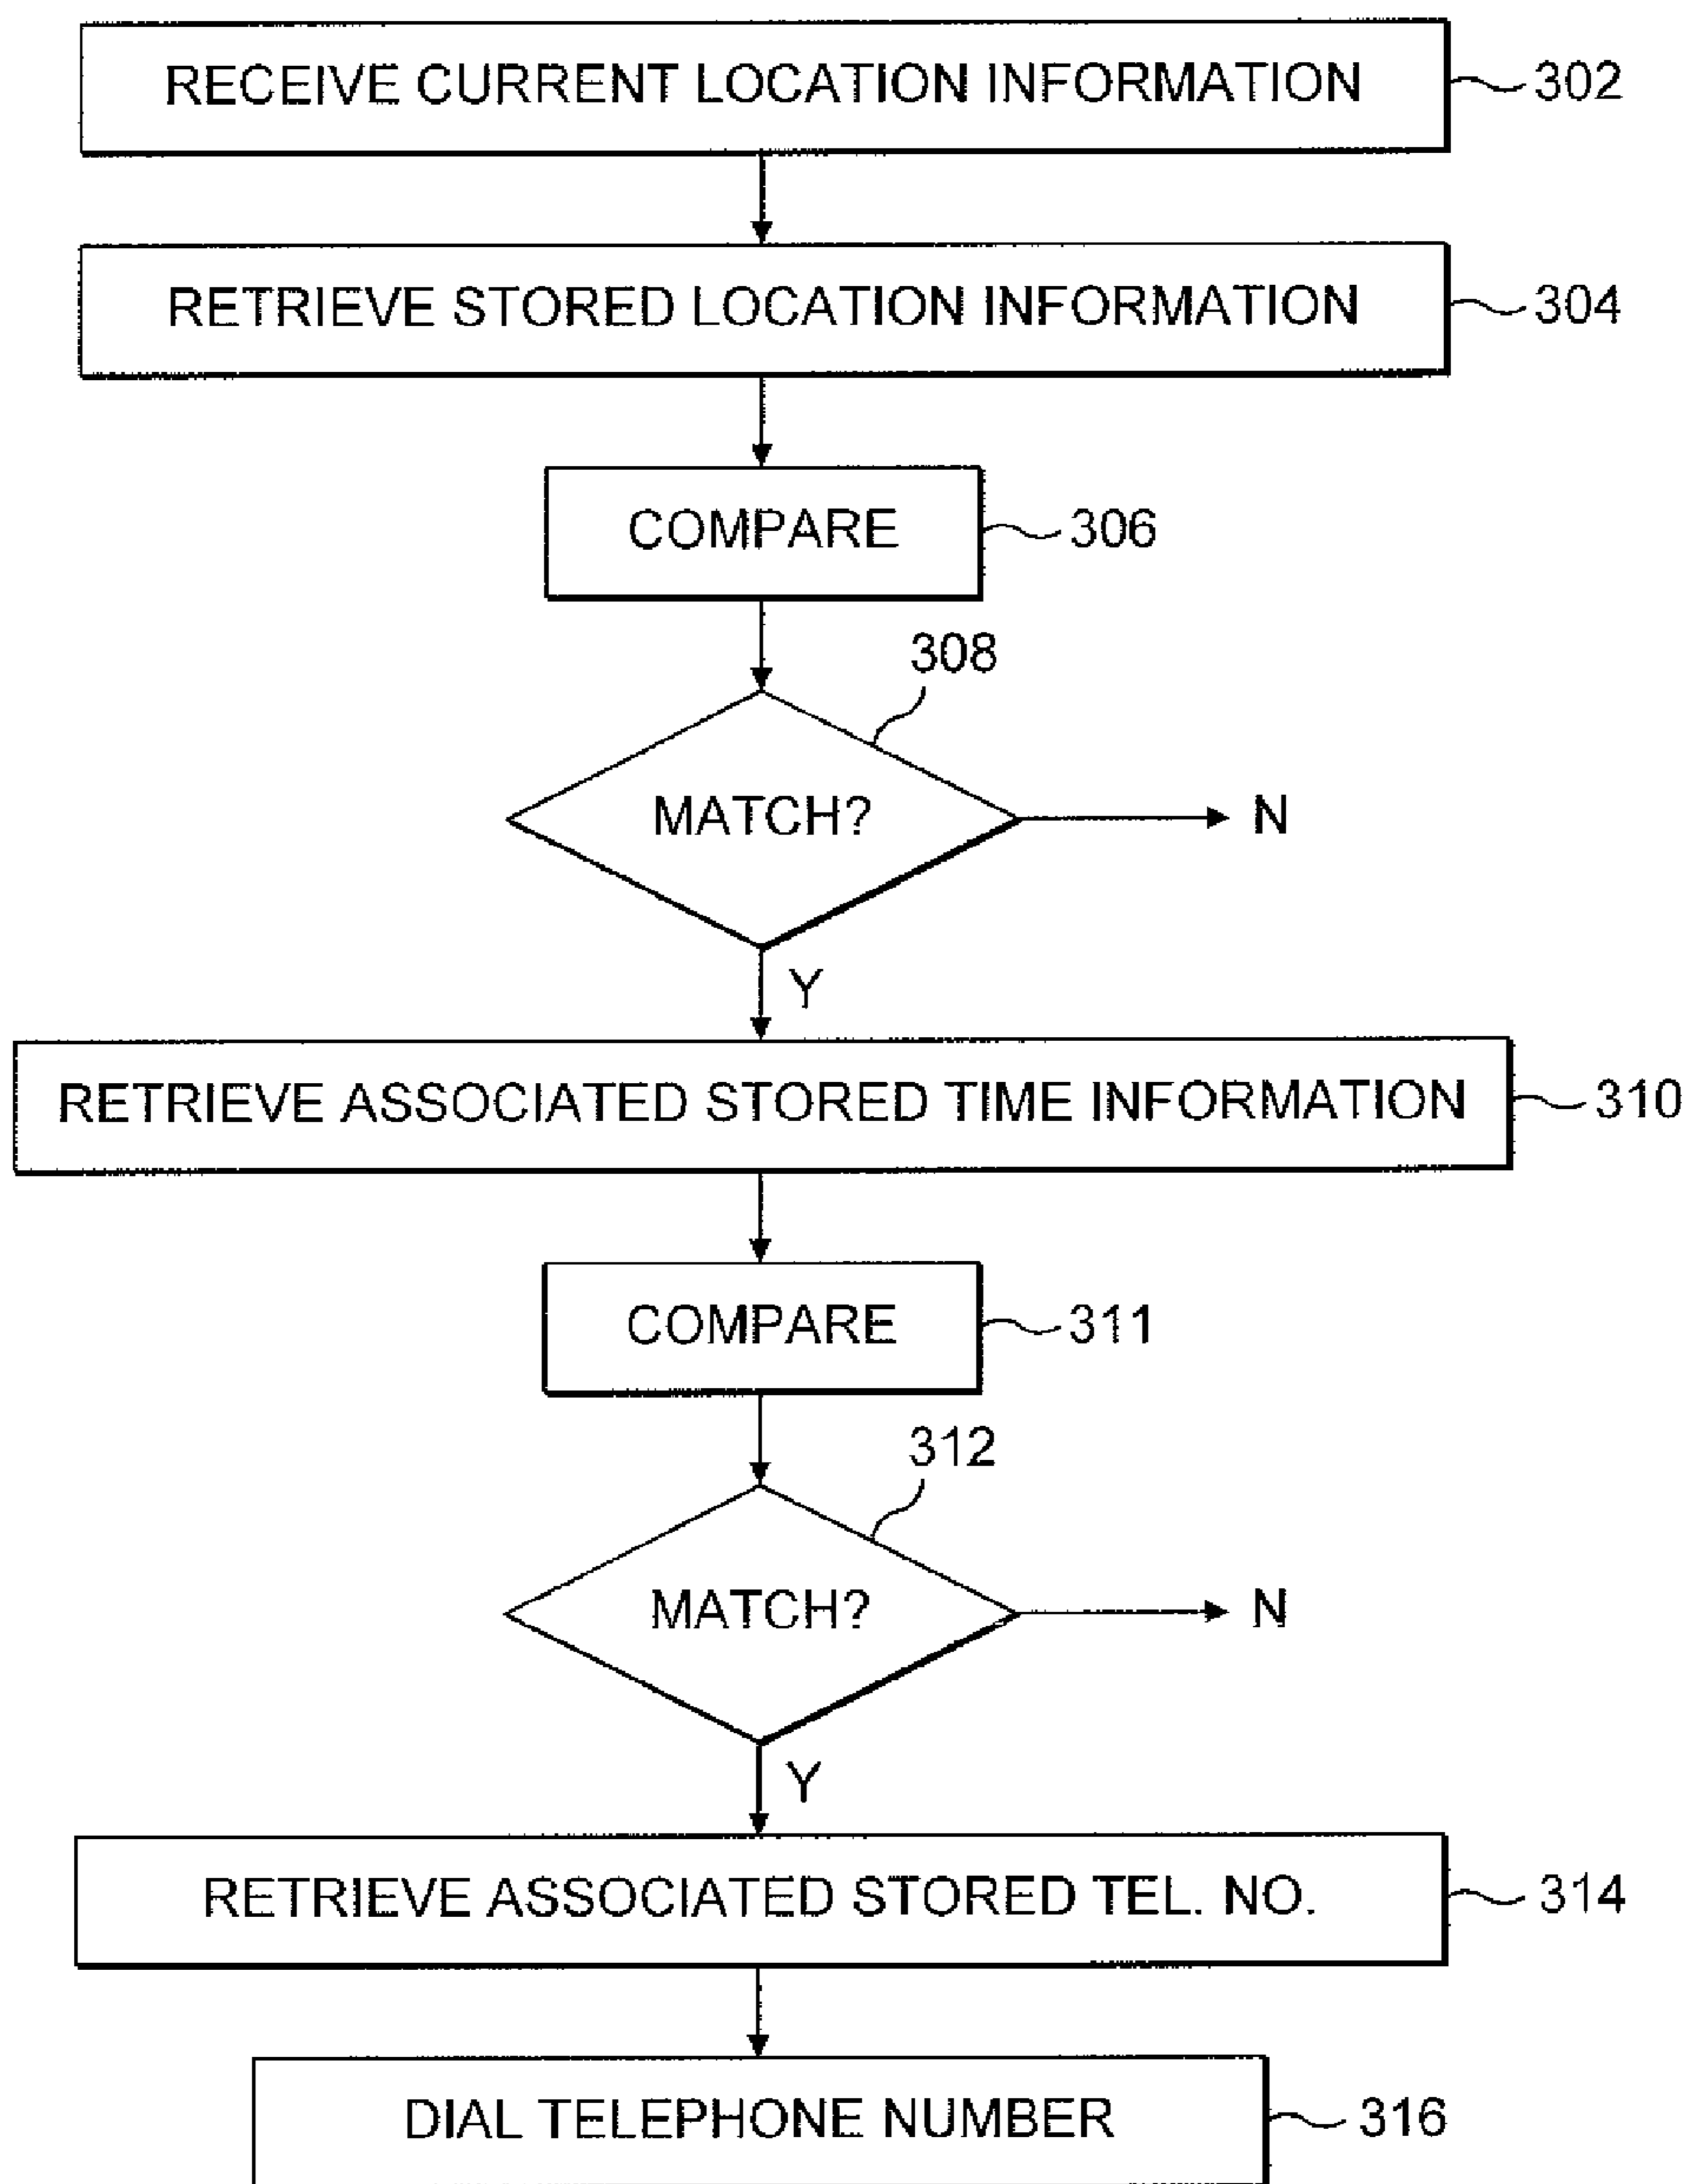 RECEIVE CURRENT LOCATION INFORMATION 302
RETRIEVE STORED LOCATION INFORMATION 304
COMPARE 306
308
MATCH? N
Y
RETRIEVE ASSOCIATED STORED TIME INFORMATION 310
COMPARE 311
312
MATCH? N
Y
RETRIEVE ASSOCIATED STORED TEL. NO. 314
DIAL TELEPHONE NUMBER 316